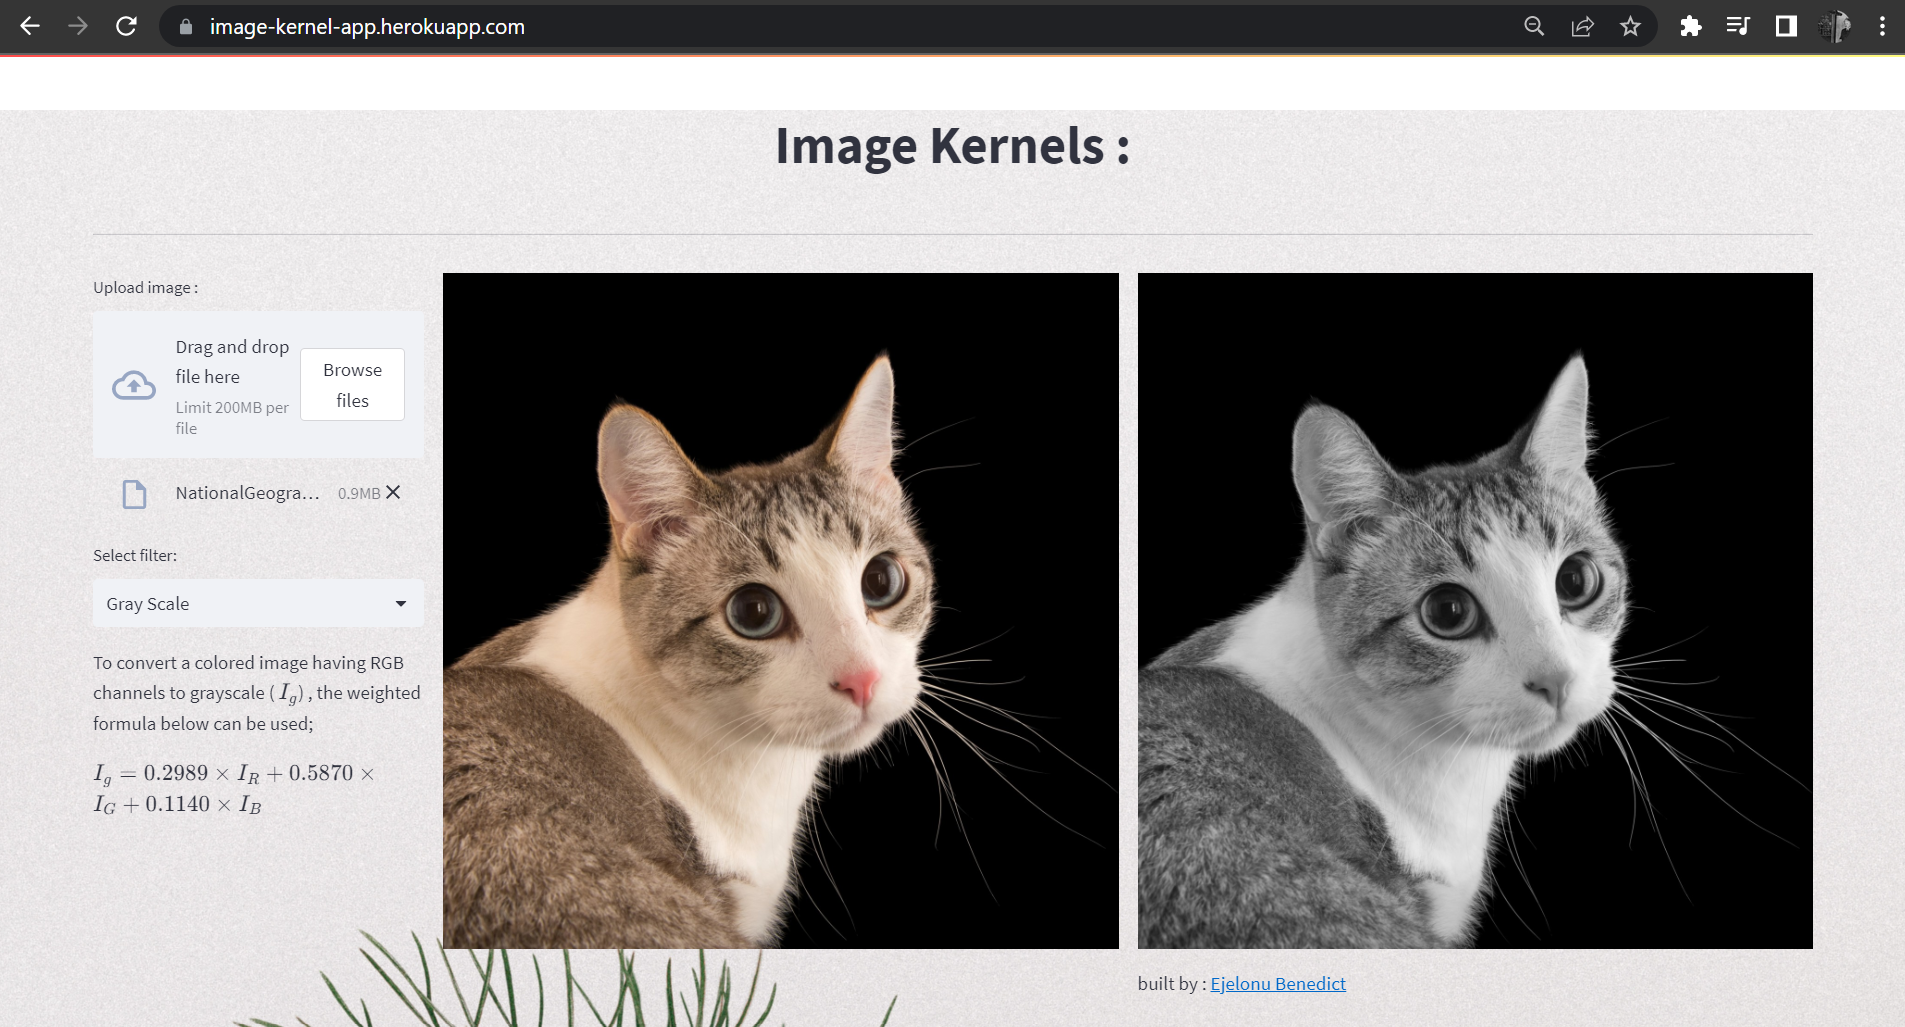 image-kernel-app.herokuapp.com
Image Kernels :
Upload image :
Drag and drop
file here
Limit 200MB per
file
Browse
files
NationalGeogra... 0.9MB
Select filter:
Gray Scale
To convert a colored image having RGB
channels to grayscale ( I_g) , the weighted
formula below can be used;
I_g = 0.2989 × I_R + 0.5870 ×
I_G + 0.1140 × I_B
built by : Ejelonu Benedict